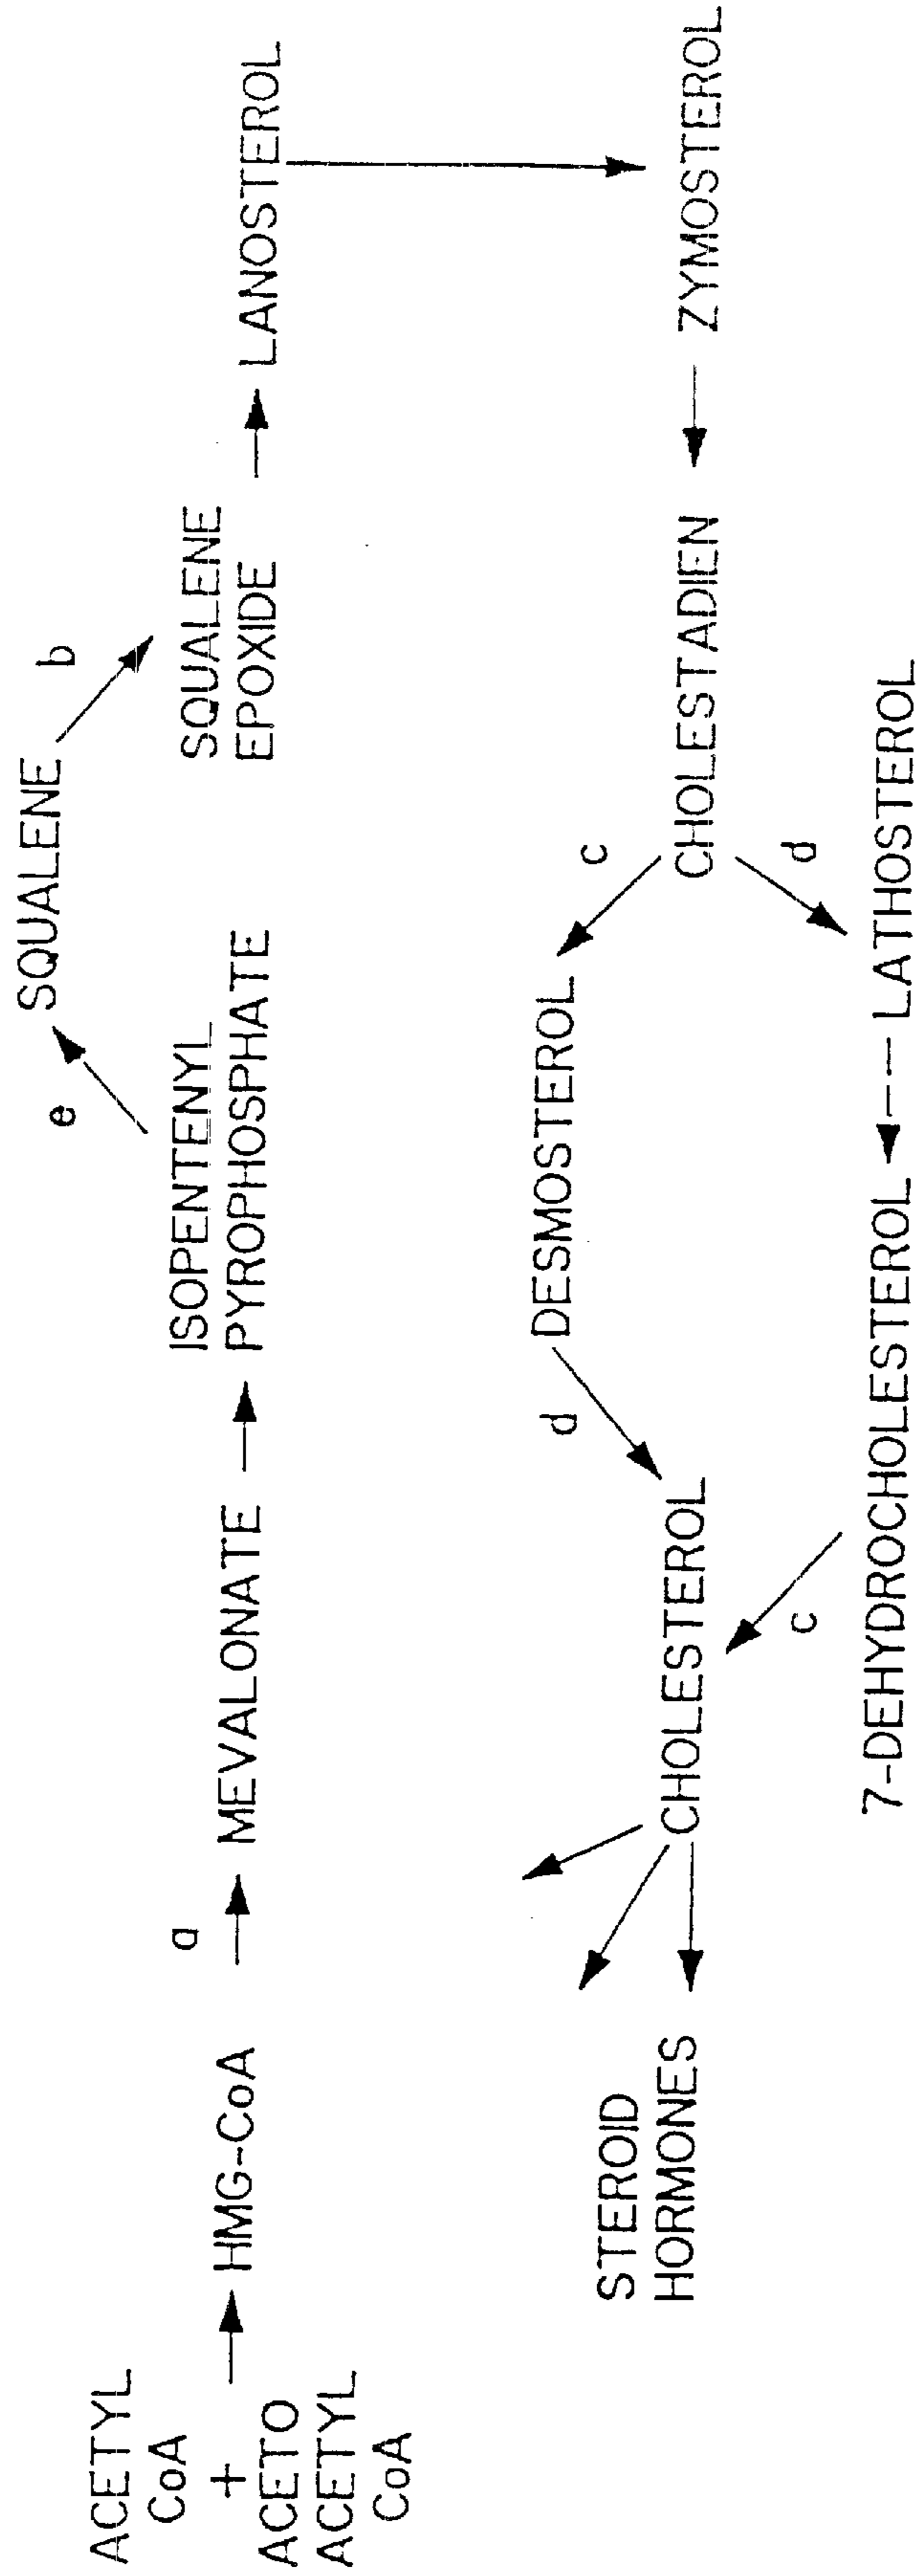 ACETYL
CoA
+
ACETO
ACETYL
CoA
HMG-CoA
a
MEVALONATE
ISOPENTENYL
PYROPHOSPHATE
e
SQUALENE
b
SQUALENE
EPOXIDE
LANOSTEROL
ZYMOSTEROL
CHOLESTADIEN
c
d
DESMOSTEROL
LATHOSTEROL
7-DEHYDROCHOLESTEROL
d
c
CHOLESTEROL
STEROID
HORMONES